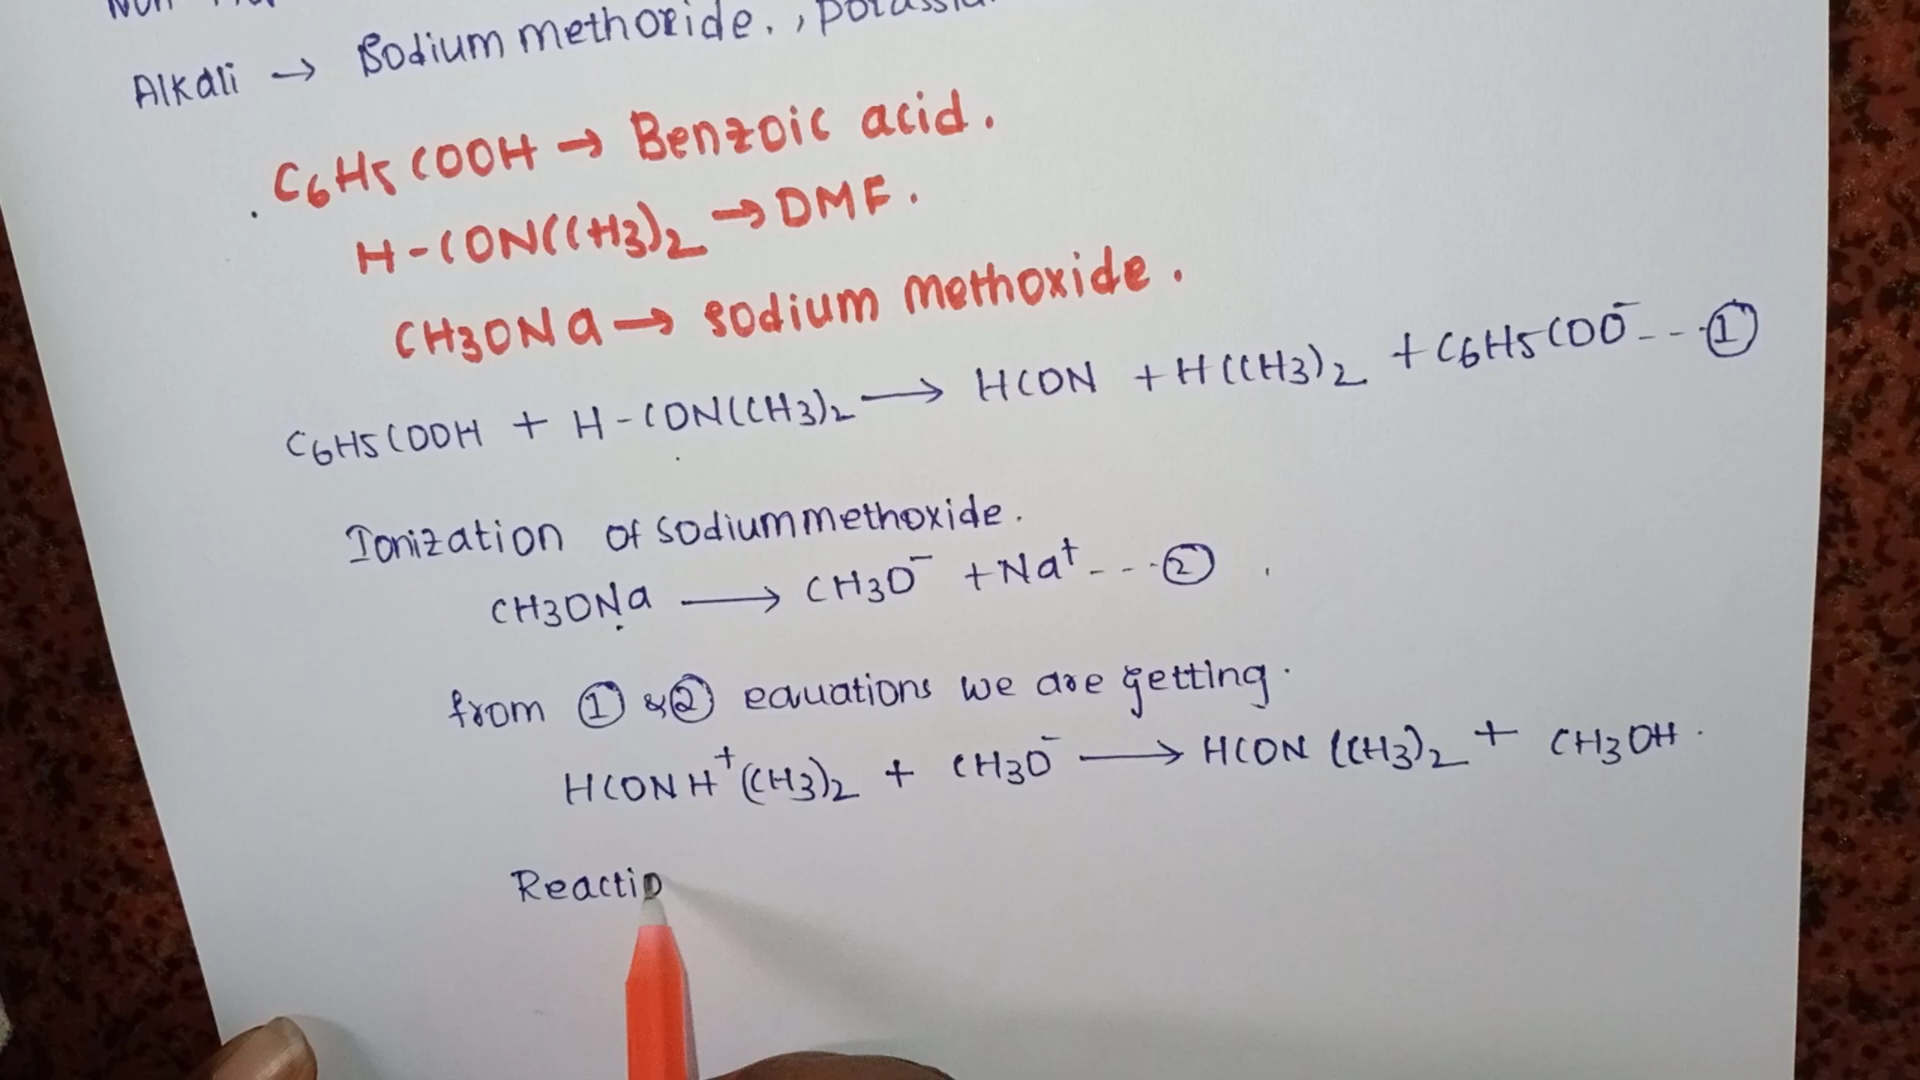 Alkali → Sodium methoxide. ,
C6H5COOH → Benzoic acid.
H-CON(CH3)2 → DMF.
CH3ONa → sodium methoxide.
C6H5COOH + H-CON(CH3)2 → HCON + H(CH3)2 + C6H5COO⁻ --- ①
Ionization of sodiummethoxide.
CH3ONa → CH3O⁻ + Na⁺ --- ②
from ① & ② equations we are getting.
HCONH⁺(CH3)2 + CH3O⁻ → HCON (CH3)2 + CH3OH.
Reactio